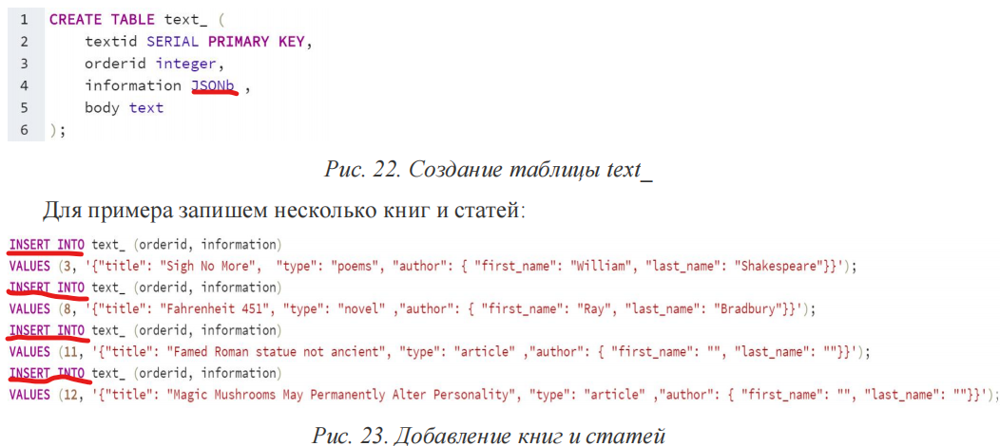 1 CREATE TABLE text_ (
2 textid SERIAL PRIMARY KEY,
3 orderid integer,
4 information JSONb ,
5 body text
6 );
Рис. 22. Создание таблицы text_
Для примера запишем несколько книг и статей:
INSERT INTO text_ (orderid, information)
VALUES (3, '{"title": "Sigh No More",  "type": "poems", "author": { "first_name": "William", "last_name": "Shakespeare"}}');
INSERT INTO text_ (orderid, information)
VALUES (8, '{"title": "Fahrenheit 451", "type": "novel" ,"author": { "first_name": "Ray", "last_name": "Bradbury"}}');
INSERT INTO text_ (orderid, information)
VALUES (11, '{"title": "Famed Roman statue not ancient", "type": "article" ,"author": { "first_name": "", "last_name": ""}}');
INSERT INTO text_ (orderid, information)
VALUES (12, '{"title": "Magic Mushrooms May Permanently Alter Personality", "type": "article" ,"author": { "first_name": "", "last_name": ""}}');
Рис. 23. Добавление книг и статей